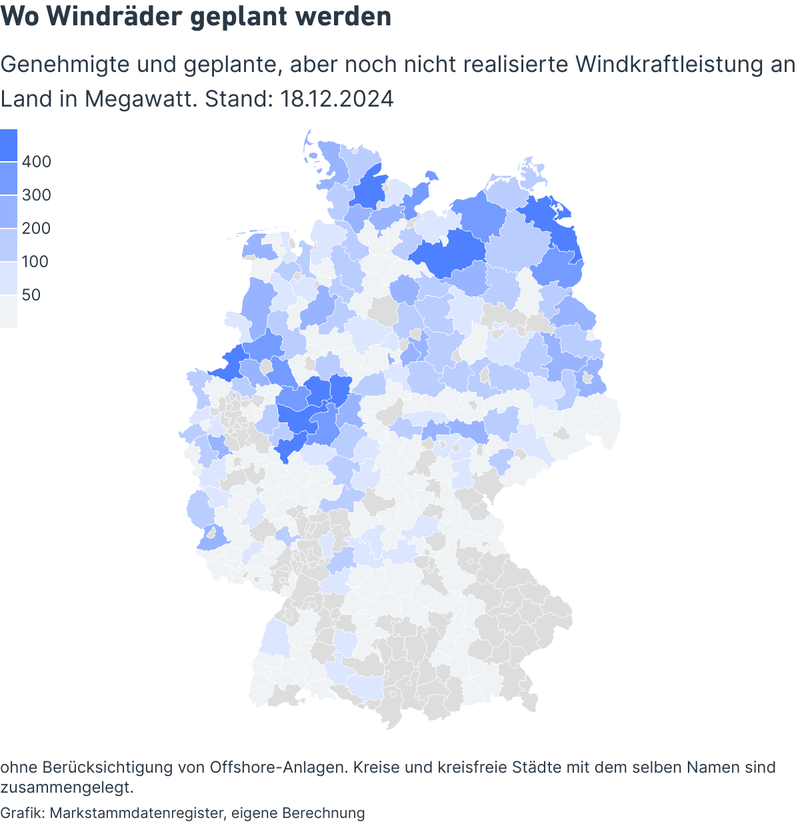 Wo Windräder geplant werden
Genehmigte und geplante, aber noch nicht realisierte Windkraftleistung an
Land in Megawatt. Stand: 18.12.2024
400
300
200
100
50
ohne Berücksichtigung von Offshore-Anlagen. Kreise und kreisfreie Städte mit dem selben Namen sind
zusammengelegt.
Grafik: Markstammdatenregister, eigene Berechnung